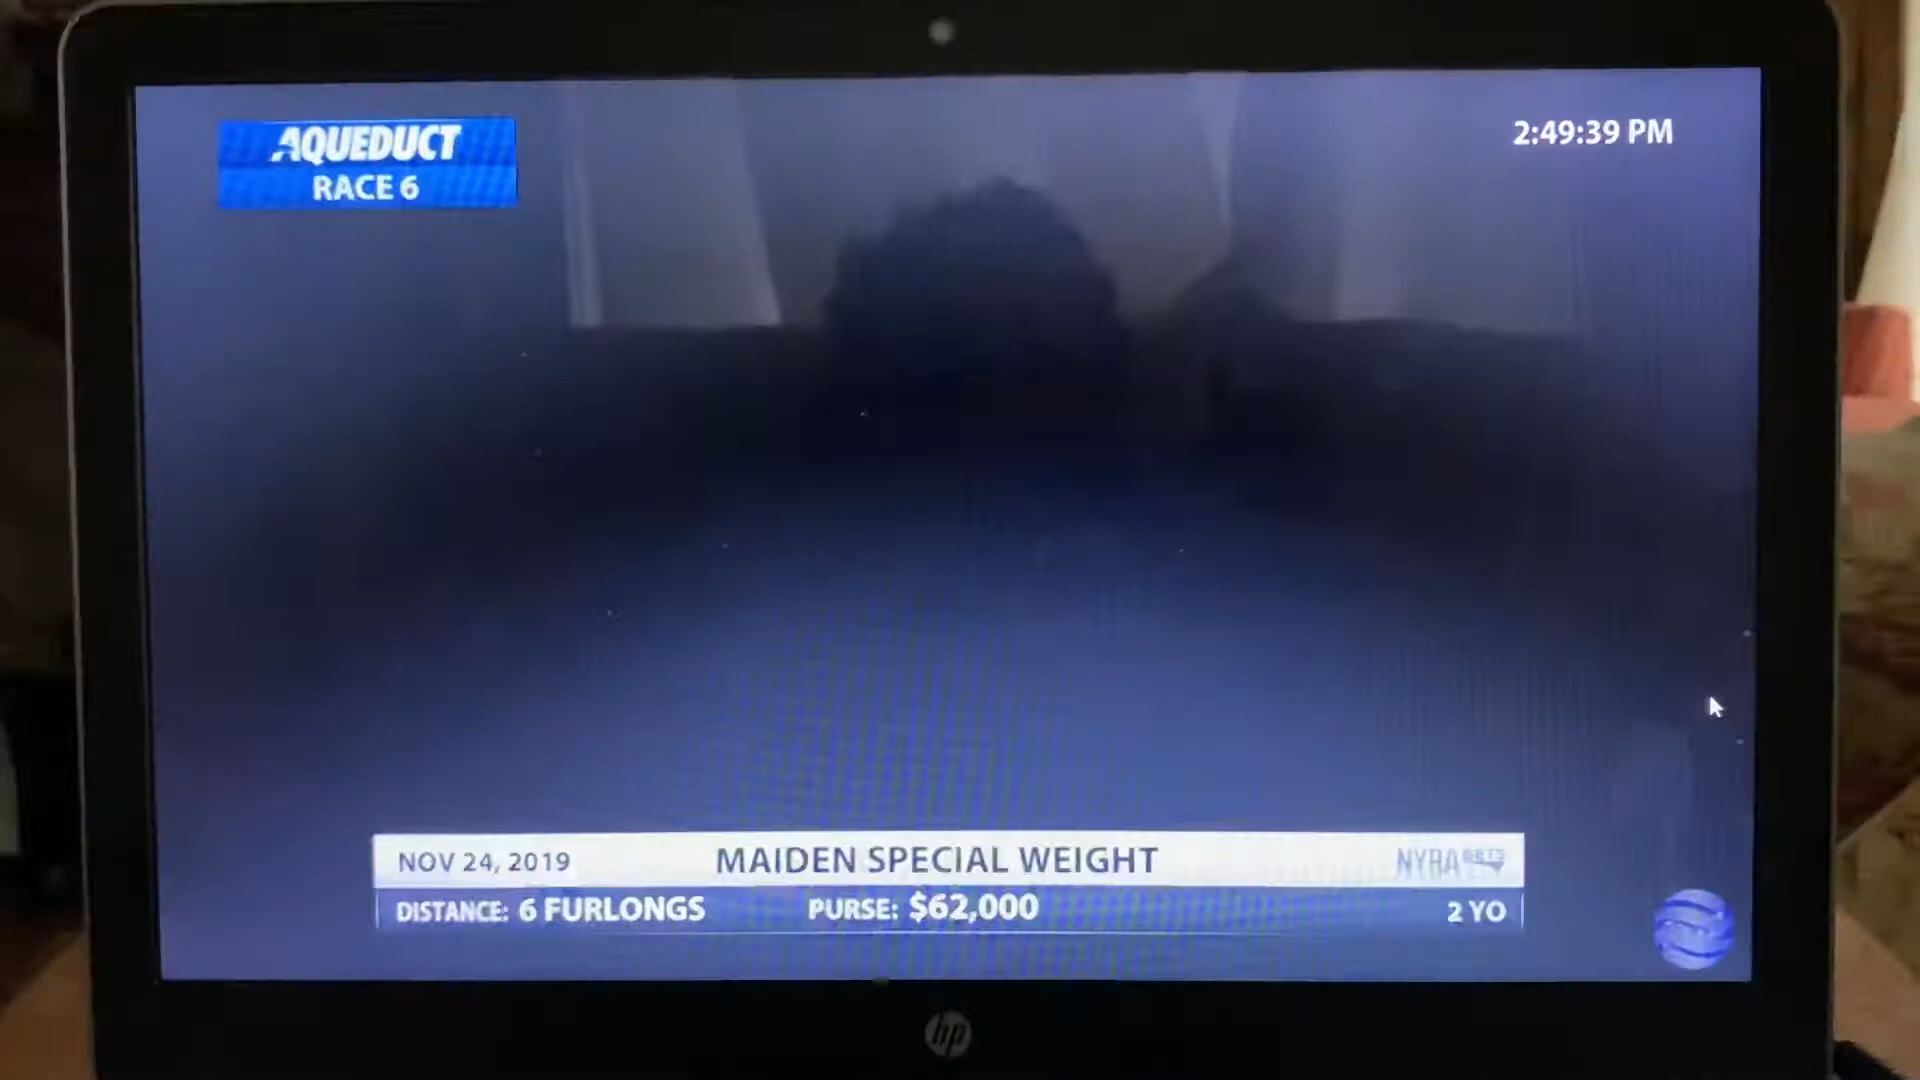 AQUEDUCT
RACE 6
2:49:39 PM
NOV 24, 2019
MAIDEN SPECIAL WEIGHT
NYRA BETS
DISTANCE: 6 FURLONGS
PURSE: $62,000
2 YO
hp